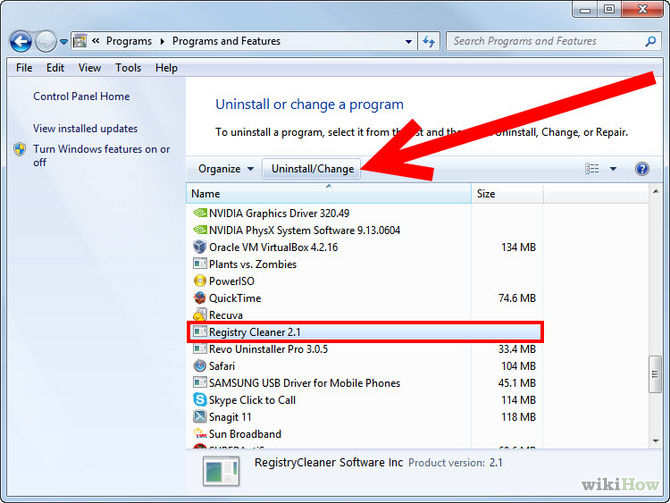 Programs Programs and Features
Search Programs and Features
File Edit View Tools Help
Control Panel Home
View installed updates
Turn Windows features on or
off
Uninstall or change a program
To uninstall a program, select it from the list and then click Uninstall, Change, or Repair.
Organize Uninstall/Change
Name Size
NVIDIA Graphics Driver 320.49
NVIDIA PhysX System Software 9.13.0604
Oracle VM VirtualBox 4.2.16 134 MB
Plants vs. Zombies
PowerISO
QuickTime 74.6 MB
Recuva
Registry Cleaner 2.1
Revo Uninstaller Pro 3.0.5 33.4 MB
Safari 104 MB
SAMSUNG USB Driver for Mobile Phones 45.1 MB
Skype Click to Call 114 MB
Snagit 11 118 MB
Sun Broadband
RegistryCleaner Software Inc Product version: 2.1
wikiHow